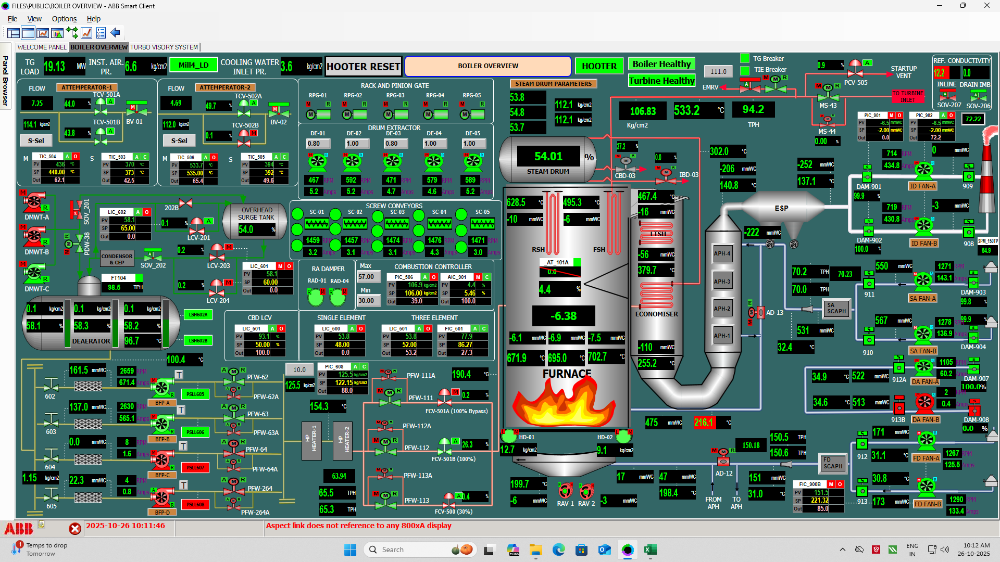 FILES\PUBLIC\BOILER OVERVIEW - ABB Smart Client
File View Options Help
WELCOME PANEL BOILER OVERVIEW TURBO VISORY SYSTEM
Panel Browser
TG LOAD 19.13 MW INST. AIR. PR. 6.6 kg/cm2 Mill4_LD COOLING WATER INLET PR. 3.6 kg/cm2 HOOTER RESET BOILER OVERVIEW HOOTER Boiler Healthy
Turbine Healthy
111.0
TG Breaker
TIE Breaker
EMRV
0.9 % A
PCV-505
STARTUP VENT
REF. CONDUCTIVITY
12.2 0.0
INLINE DRAIN IMB.
SOV-207 SOV-206
TO TURBINE INLET
MS-43
MS-44
0.00 %
FLOW ATTEMPERATOR-1
7.25 44.0 % TCV-501A A
TCV-501B A
BV-01
114.1 kg/cm2 43.8 %
S-Sel
M TIC_504 A O
PV 436 °C
SP 440.00 °C
Out 62.1
S TIC_503 A C
PV 370 °C
SP 373 °C
Out 42.5
FLOW ATTEMPERATOR-2
4.69 49.7 % TCV-502A A
TCV-502B M
BV-02
112.0 kg/cm2 0.1 %
S-Sel
M TIC_506 A O
PV 533.7 °C
SP 535.00 °C
Out 65.4
S TIC_505 A C
PV 394 °C
SP 392 °C
Out 49.6
RACK AND PINION GATE
RPG-01 RPG-02 RPG-03 RPG-04 RPG-05
DRUM EXTRACTOR
DE-01 DE-02 DE-03 DE-04 DE-05
0.80 1.00 0.80 1.00 1.00
467 RPM 592 RPM 471 RPM 579 RPM 589 RPM
5.2 Amps 5.2 Amps 4.7 Amps 4.6 Amps 5.2 Amps
SCREW CONVEYORS
SC-01 SC-02 SC-03 SC-04 SC-05
1459 RPM 1457 RPM 1474 RPM 1476 RPM 1471 RPM
3.2 Amps 3.1 Amps 3.1 Amps 4.3 Amps 3.0 Amps
STEAM DRUM PARAMETERS
53.8
54.8
53.7
112.1 kg/cm2
112.1 kg/cm2
106.83 Kg/cm2
533.2 °C
94.2 TPH
54.01 %
STEAM DRUM
27.2 %
CBD-03
0.0 %
IBD-03
302.0 °C
-206 mmWC
140.8 °C
-252 mmWC
137.1 °C
PIC_901 M O
PV -6.5 mmWC
SP -2.00 mmWC
Out 0.0
PIC_902 A O
PV -6.5 mmWC
SP -2.00 mmWC
Out 72.2
72.22
714 RPM
434.8 Amps
0 mmWC
DAM-901
99.9 %
ID FAN-A
909
719 RPM
430.8 Amps
-3 mmWC
DAM-902
100.0 %
ID FAN-B
908
SPM_150TP
54.9
ESP
-222 mmWC
DMWT-A
DMWT-B
DMWT-C
SOV_201
PDW-38
LIC_602 A O
PV 58.1
SP 65.00
Out 0.0
202B
0.1 % A
LCV-201
OVERHEAD SURGE TANK
54.0 %
CONDENSOR & CEP
SOV_202
0.2 % M
LCV-203
0.2 % M
LCV-204
LIC_601 M O
PV 58.1
SP 60.00
Out 0.0
FT104
98.5 TPH
RA DAMPER
RAD-01 RAD-04
Max
57.00
Min
30.00
COMBUSTION CONTROLLER
PIC_506 A O
PV 106.9 kg/cm2
SP 106.00 kg/cm2
Out 39.0
AIC_901 M C
PV 4.4 %
SP 5.46 %
Out 100.0
0.1 kg/cm2 0.1 kg/cm2 0.1 kg/cm2
58.1 % 58.3 % 58.2 %
DEAERATOR 96.7 °C
LSH602A
LSH602B
100.4 °C
CBD LCV
LIC_501 A O
PV 93.1 %
SP 50.00 %
Out 100.0
SINGLE ELEMENT
LIC_500 A O
PV 53.8
SP 48.00
Out 0.0
THREE ELEMENT
LIC_501 A O
PV 53.8
SP 52.00
Out 53.2
FIC_501 A C
PV 77.9
SP 86.27
Out 27.3
628.5 °C
-10 mmWC
495.3 °C
-6 mmWC
RSH FSH
_AT_101A
0.0
4.4 %
-6.38
-6.1 mmWC -6.9 mmWC -7.5 mmWC
671.9 °C 695.0 °C 702.7 °C
FURNACE
467.4 °C
-16 mmWC
LTSH
-56 mmWC
379.7 °C
ECONOMISER
-110 mmWC
255.2 °C
APH-4
APH-3
APH-2
APH-1
AD-13
70.2 TPH 70.23
70.0 TPH
531 mmWC
32.4 °C
SA SCAPH
550 mmWC
1271 RPM
143.1 Amps
911
SA FAN-A
DAM-903
99.8 %
567 mmWC
1278 RPM
136.9 Amps
99.9 %
910
SA FAN-B
DAM-904
34.9 °C 522 mmWC
912A
1105 RPM
60.2 Amps
DA FAN-A
DAM-907
100.0%
34.6 °C 513 mmWC
913B
2 RPM
0.4 Amps
DA FAN-B
DAM-908
0.0 %
161.5 mmWC 2659 RPM
671.4 Amps
602 BFP-A T PSLL605
137.0 mmWC 2630 RPM
565.1 Amps
603 BFP-B T PSLL606
0.0 mmWC 8 RPM
1.6 Amps
604 BFP-C T PSLL607
1.15 kg/cm2
22.3 mmWC 4 RPM
0.8 Amps
605 BFP-D T PSLL608
PFW-62
PFW-62A
PFW-63
PFW-63A
PFW-64
PFW-64A
PFW-264
PFW-264A
10.0
125.5 kg/cm2
PIC_608 A C
PV 125.5 kg/cm2
SP 122.15 kg/cm2
Out 88.0
154.3 °C
HP HEATER-1
HP HEATER-2
63.94
65.5 TPH
65.3 TPH
PFW-111A
PFW-111
190.4 °C
M 0.2 %
FCV-501A (100% Bypass)
PFW-112A
PFW-112
A 26.3 %
FCV-501B (100%)
PFW-113A
PFW-113
A 0.4 %
FCV-500 (30%)
HD-01 HD-02
12.7 kg/cm2 9.1 kg/cm2
475 mmWC 216.1 °C
199.7 °C
-6 mmWC
RAV-1 RAV-2
-3 mmWC
17 mmWC
47 mmWC
198.4 °C
AD-12
FROM APH
TO APH
150.18
150.5 TPH
150.6 TPH
151 mmWC
31.0 °C
FD SCAPH
171 mmWC
912
31.1 °C
FD FAN-A
1267 RPM
125.5 Amps
30.8 °C
913
173 mmWC
FD FAN-B
1290 RPM
133.4 Amps
FIC_900B M O
PV 151.5
SP 221.32
Out 85.0
ABB 2025-10-26 10:11:46 Aspect link does not reference to any 800xA display
1 Temps to drop
Tomorrow
Search
M365
ENG
IN
10:12 AM
26-10-2025